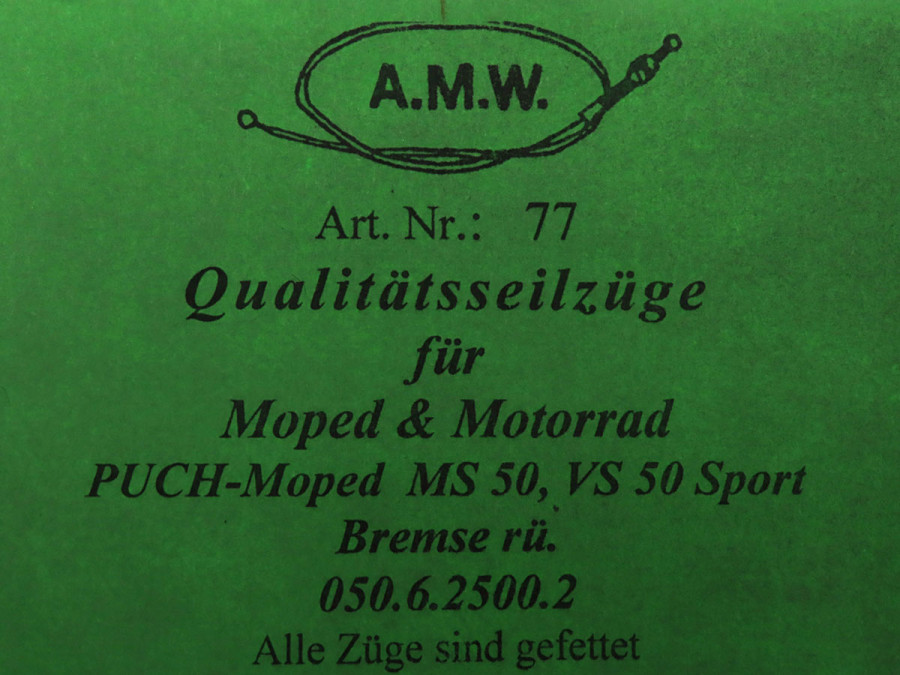 A.M.W.
Art. Nr.: 77
Qualitätsseilzüge
für
Moped & Motorrad
PUCH-Moped MS 50, VS 50 Sport
Bremse rü.
050.6.2500.2
Alle Züge sind gefettet